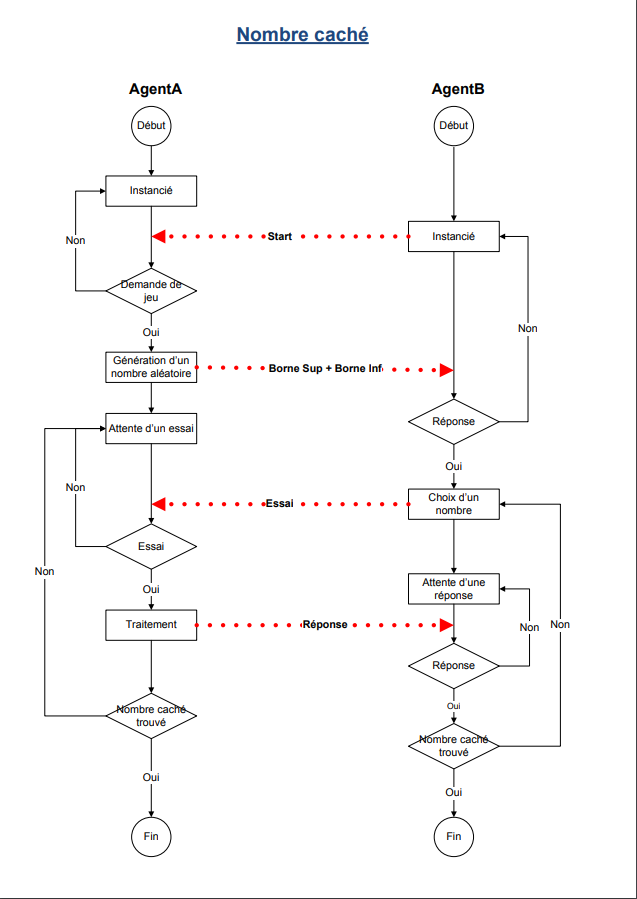 Nombre caché
AgentA
AgentB
Début
Début
Instancié
Non
Start
Instancié
Demande de
jeu
Non
Oui
Génération d'un
nombre aléatoire
Borne Sup + Borne Inf
Attente d'un essai
Réponse
Oui
Non
Essai
Choix d'un
nombre
Essai
Non
Oui
Attente d'une
réponse
Traitement
Réponse
Non
Non
Réponse
Oui
Nombre caché
trouvé
Nombre caché
trouvé
Oui
Oui
Fin
Fin